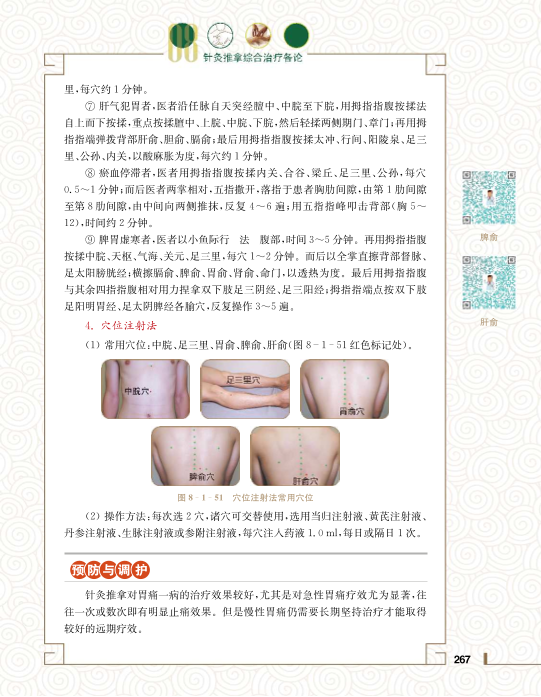 08
针灸推拿综合治疗各论
里,每穴约1分钟。
⑦ 肝气犯胃者,医者沿任脉自天突经膻中、中脘至下脘,用拇指指腹按揉法
自上而下按揉,重点按揉膻中、上脘、中脘、下脘,然后轻揉两侧期门、章门;再用拇
指指端弹拨背部肝俞、胆俞、膈俞;最后用拇指指腹按揉太冲、行间、阳陵泉、足三
里、公孙、内关,以酸麻胀为度,每穴约1分钟。
⑧ 瘀血停滞者,医者用拇指指腹按揉内关、合谷、梁丘、足三里、公孙,每穴
0.5～1分钟;而后医者两掌相对,五指撒开,落指于患者胸肋间隙,由第1肋间隙
至第8肋间隙,由中间向两侧推抹,反复4～6遍;用五指指峰叩击背部(胸5～
12),时间约2分钟。
⑨ 脾胃虚寒者,医者以小鱼际行 法 腹部,时间3～5分钟。再用拇指指腹
按揉中脘、天枢、气海、关元、足三里,每穴1～2分钟。而后以全掌直擦背部督脉、
足太阳膀胱经;横擦膈俞、脾俞、胃俞、肾俞、命门,以透热为度。最后用拇指指腹
与其余四指指腹相对用力捏拿双下肢足三阴经、足三阳经;拇指指端点按双下肢
足阳明胃经、足太阴脾经各腧穴,反复操作3～5遍。
4. 穴位注射法
(1) 常用穴位:中脘、足三里、胃俞、脾俞、肝俞(图8-1-51红色标记处)。
中脘穴
足三里穴
胃俞穴
脾俞穴
肝俞穴
图8-1-51 穴位注射法常用穴位
(2) 操作方法:每次选2穴,诸穴可交替使用,选用当归注射液、黄芪注射液、
丹参注射液、生脉注射液或参附注射液,每穴注入药液1.0 ml,每日或隔日1次。
预防与调护
针灸推拿对胃痛一病的治疗效果较好,尤其是对急性胃痛疗效尤为显著,往
往一次或数次即有明显止痛效果。但是慢性胃痛仍需要长期坚持治疗才能取得
较好的远期疗效。
脾俞
肝俞
267